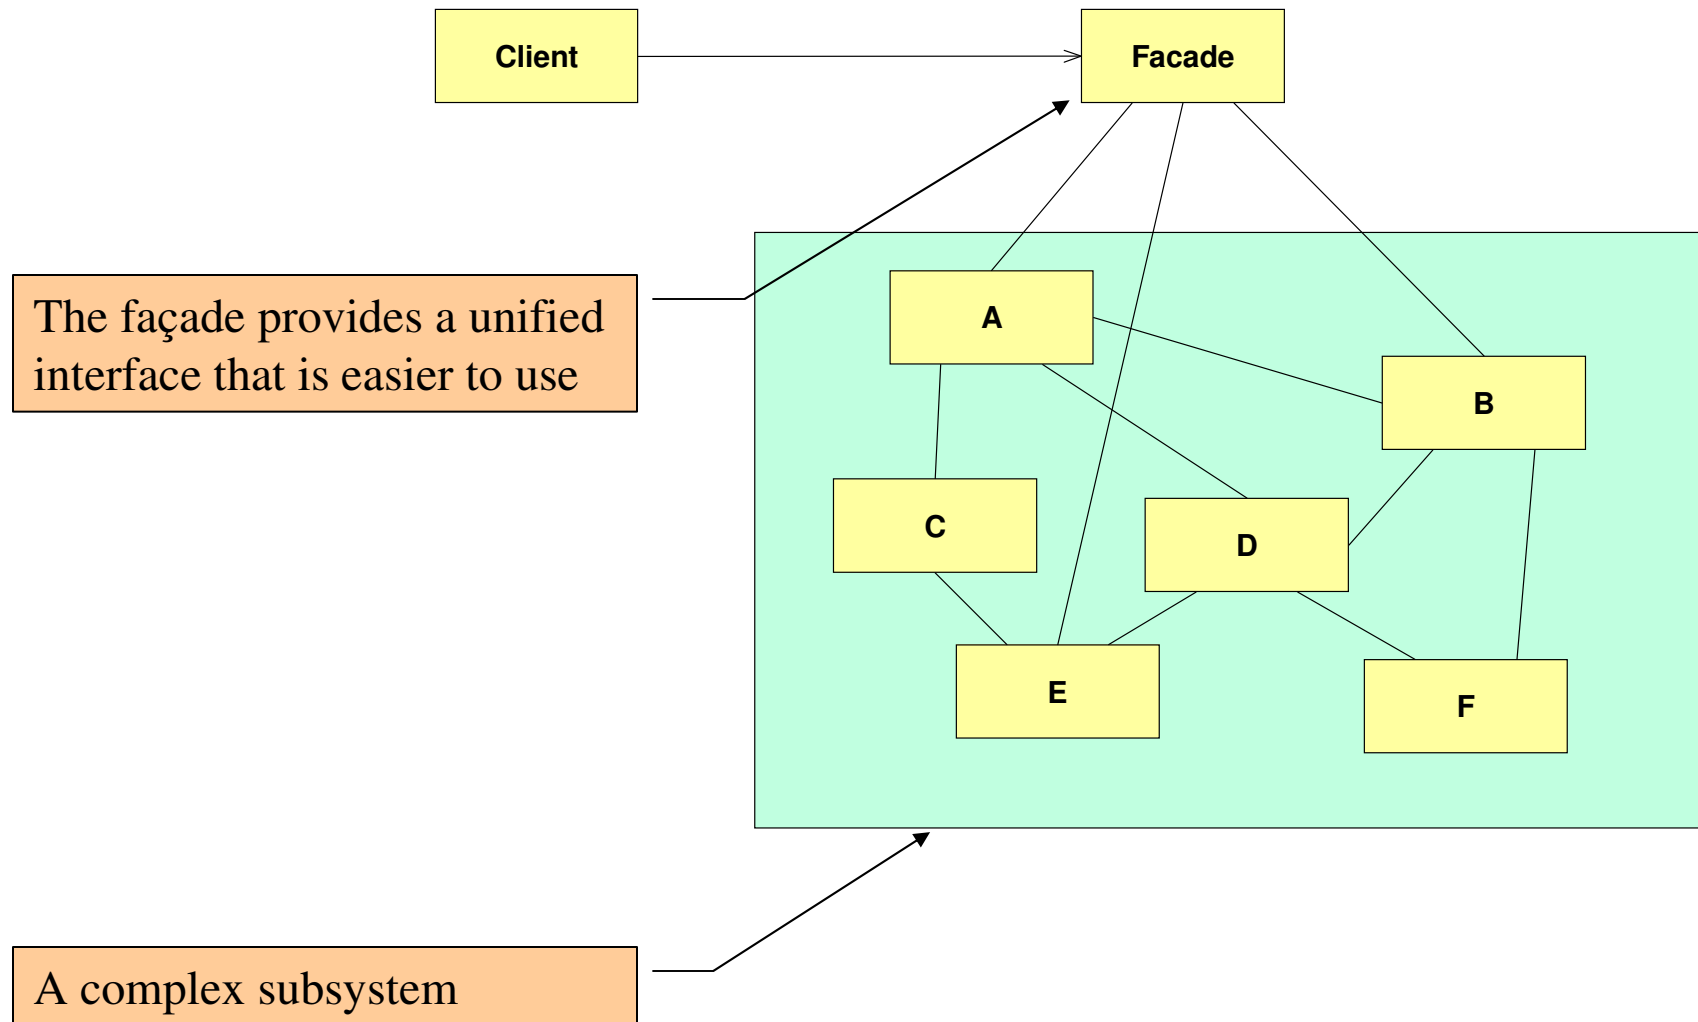 Client
Facade
The façade provides a unified
interface that is easier to use
A
B
C
D
E
F
A complex subsystem